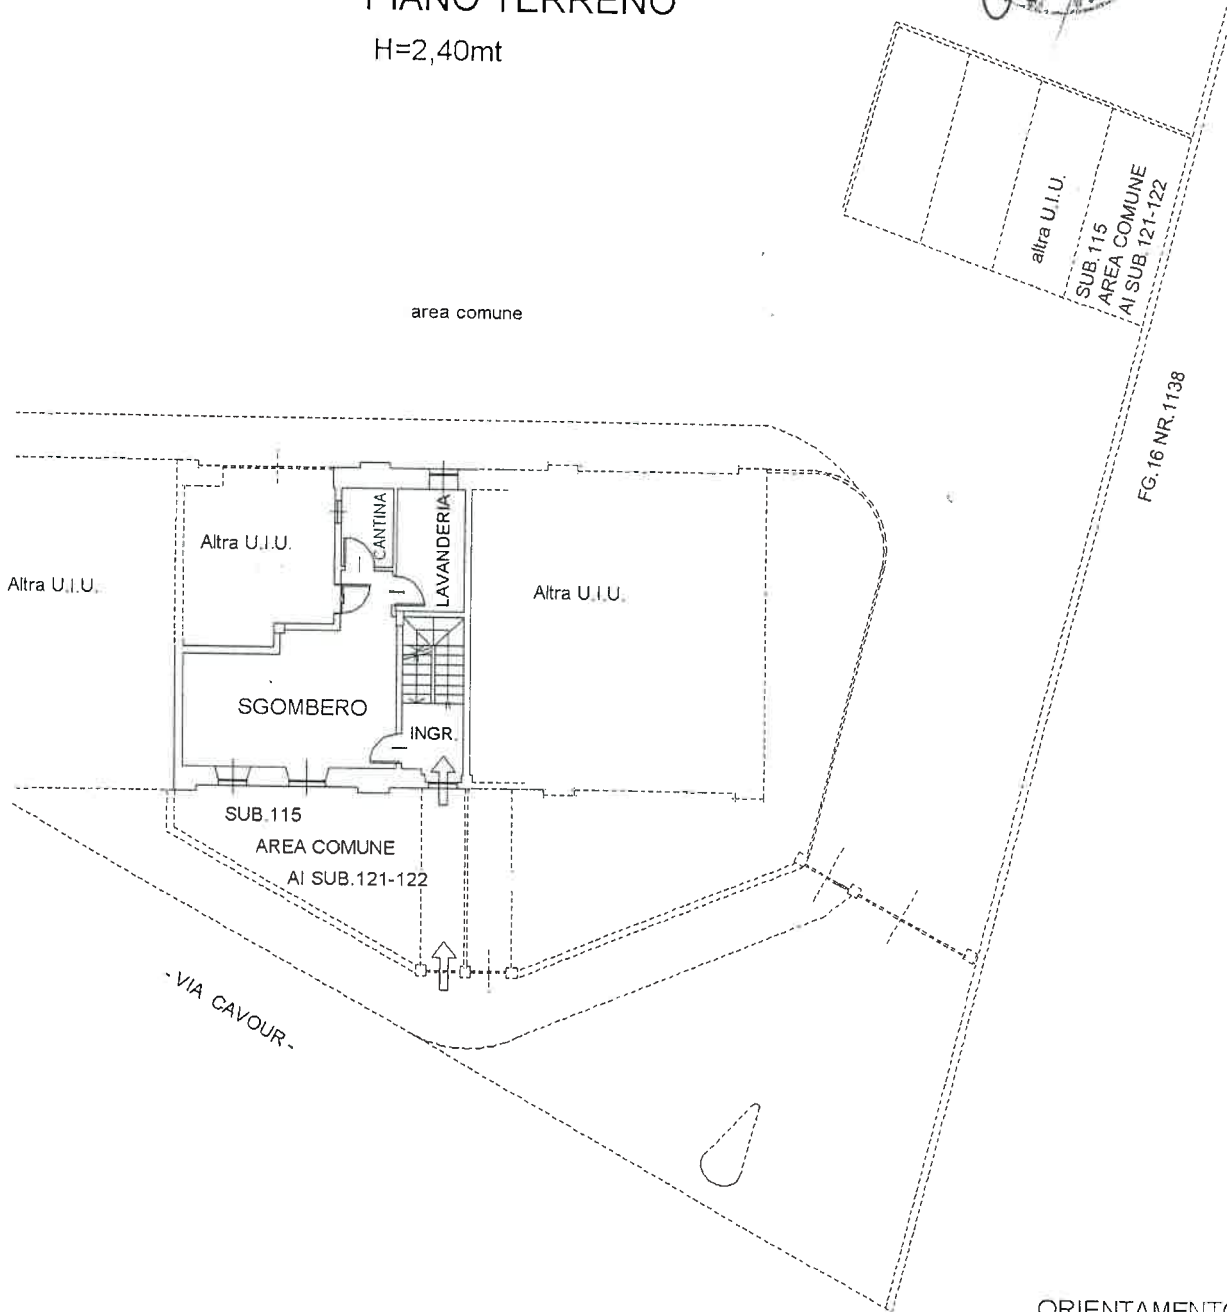 PIANO TERRENO
H=2,40mt
altra U.I.U.
SUB.115
AREA COMUNE
AI SUB.121-122
area comune
FG.16 NR.1138
Altra U.I.U.
CANTINA
LAVANDERIA
Altra U.I.U.
Altra U.I.U.
SGOMBERO
INGR.
SUB.115
AREA COMUNE
AI SUB.121-122
- VIA CAVOUR -
ORIENTAMENTO